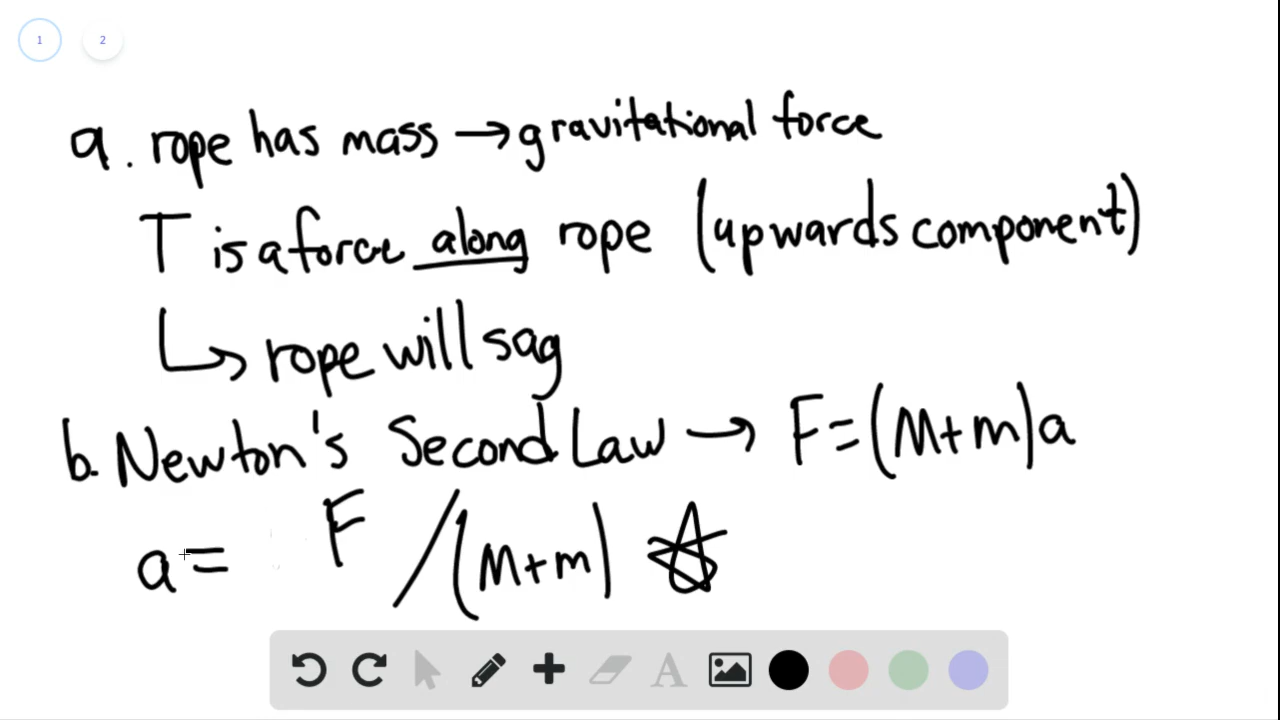 1 2
a. rope has mass → gravitational force
T is a force along rope (upwards component)
↳ rope will sag
b. Newton's Second Law → F=(M+m)a
a= F/(M+m) ☆
A